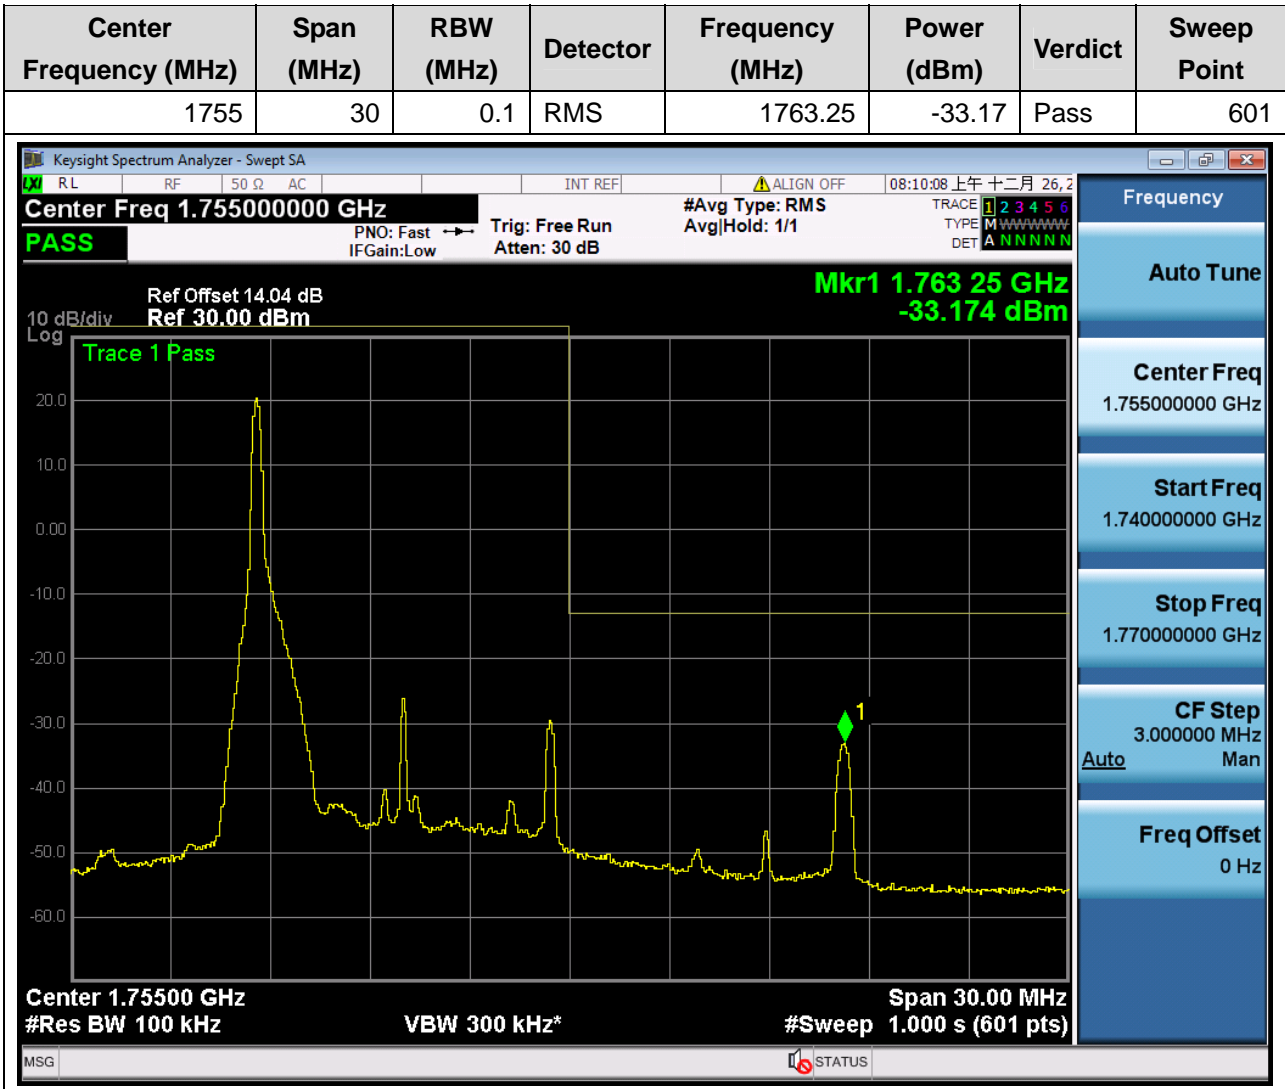 Center Frequency (MHz) Span (MHz) RBW (MHz) Detector Frequency (MHz) Power (dBm) Verdict Sweep Point
1755 30 0.1 RMS 1763.25 -33.17 Pass 601
Keysight Spectrum Analyzer - Swept SA
LXI RL RF 50 Ω AC INT REF ALIGN OFF 08:10:08 上午 十二月 26, 2
Center Freq 1.755000000 GHz
PASS
PNO: Fast
IFGain:Low
Trig: Free Run
Atten: 30 dB
#Avg Type: RMS
Avg|Hold: 1/1
TRACE 1 2 3 4 5 6
TYPE M W W W W W
DET A N N N N N
Mkr1 1.763 25 GHz
-33.174 dBm
Ref Offset 14.04 dB
10 dB/div Ref 30.00 dBm
Log
Trace 1 Pass
20.0
10.0
0.00
-10.0
-20.0
-30.0
-40.0
-50.0
-60.0
1
Center 1.75500 GHz Span 30.00 MHz
#Res BW 100 kHz VBW 300 kHz* #Sweep 1.000 s (601 pts)
MSG STATUS
Frequency
Auto Tune
Center Freq
1.755000000 GHz
Start Freq
1.740000000 GHz
Stop Freq
1.770000000 GHz
CF Step
3.000000 MHz
Auto Man
Freq Offset
0 Hz